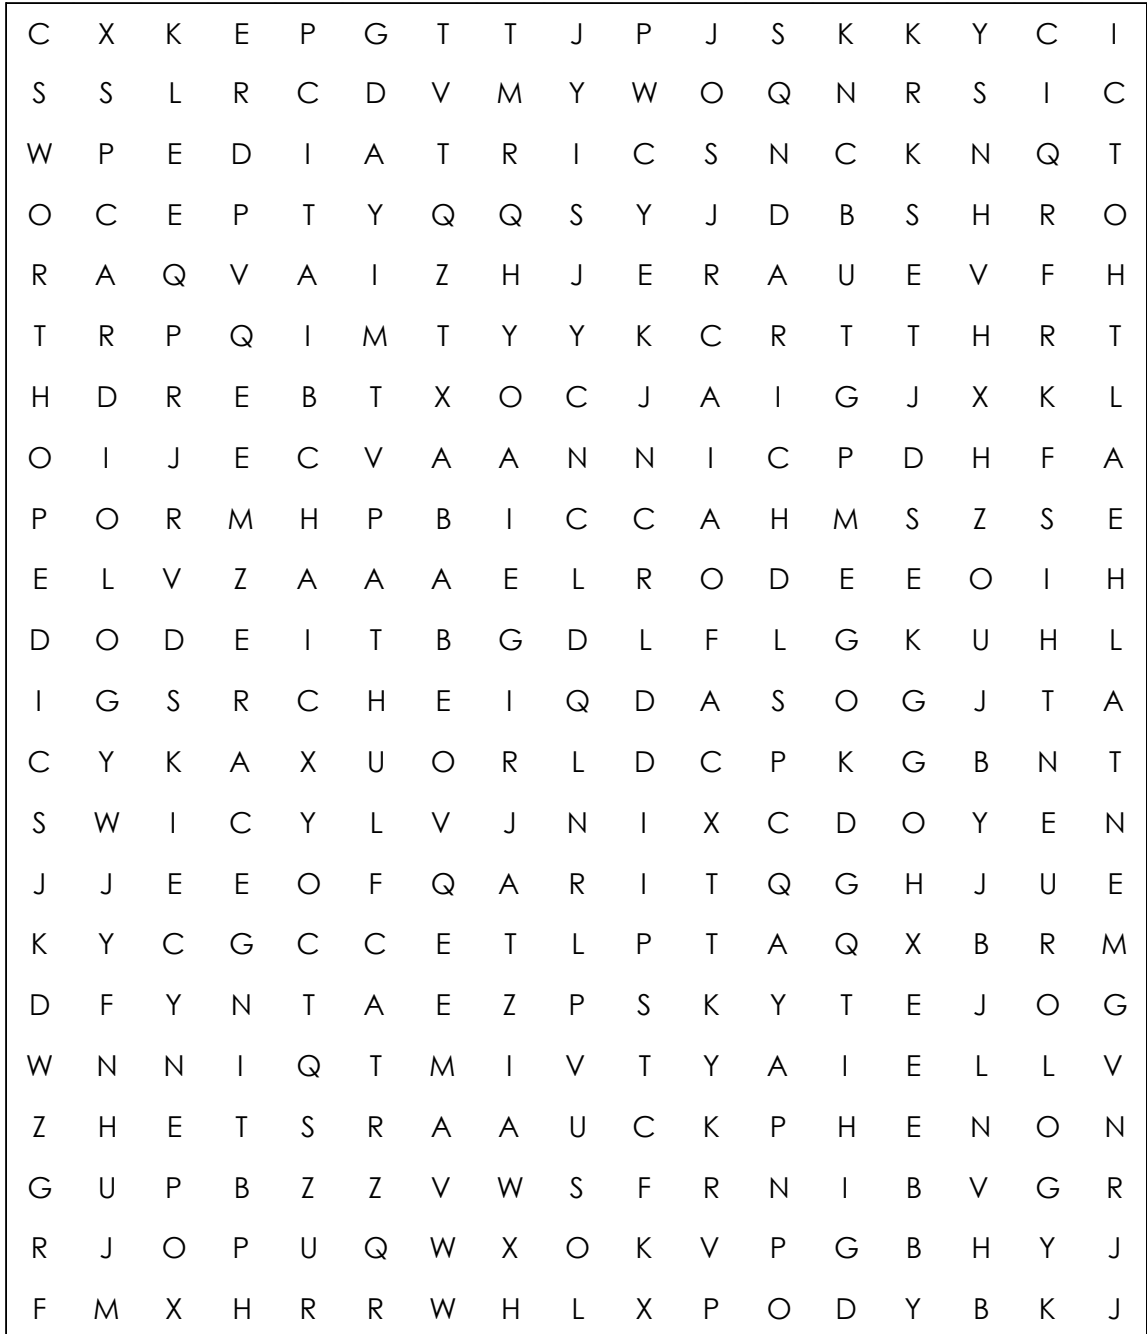 C X K E P G T T J P J S K K Y C I
S S L R C D V M Y W O Q N R S I C
W P E D I A T R I C S N C K N Q T
O C E P T Y Q Q S Y J D B S H R O
R A Q V A I Z H J E R A U E V F H
T R P Q I M T Y Y K C R T T H R T
H D R E B T X O C J A I G J X K L
O I J E C V A A N N I C P D H F A
P O R M H P B I C C A H M S Z S E
E L V Z A A A E L R O D E E O I H
D O D E I T B G D L F L G K U H L
I G S R C H E I Q D A S O G J T A
C Y K A X U O R L D C P K G B N T
S W I C Y L V J N I X C D O Y E N
J J E E O F Q A R I T Q G H J U E
K Y C G C C E T L P T A Q X B R M
D F Y N T A E Z P S K Y T E J O G
W N N I Q T M I V T Y A I E L L V
Z H E T S R A A U C K P H E N O N
G U P B Z Z V W S F R N I B V G R
R J O P U Q W X O K V P G B H Y J
F M X H R R W H L X P O D Y B K J